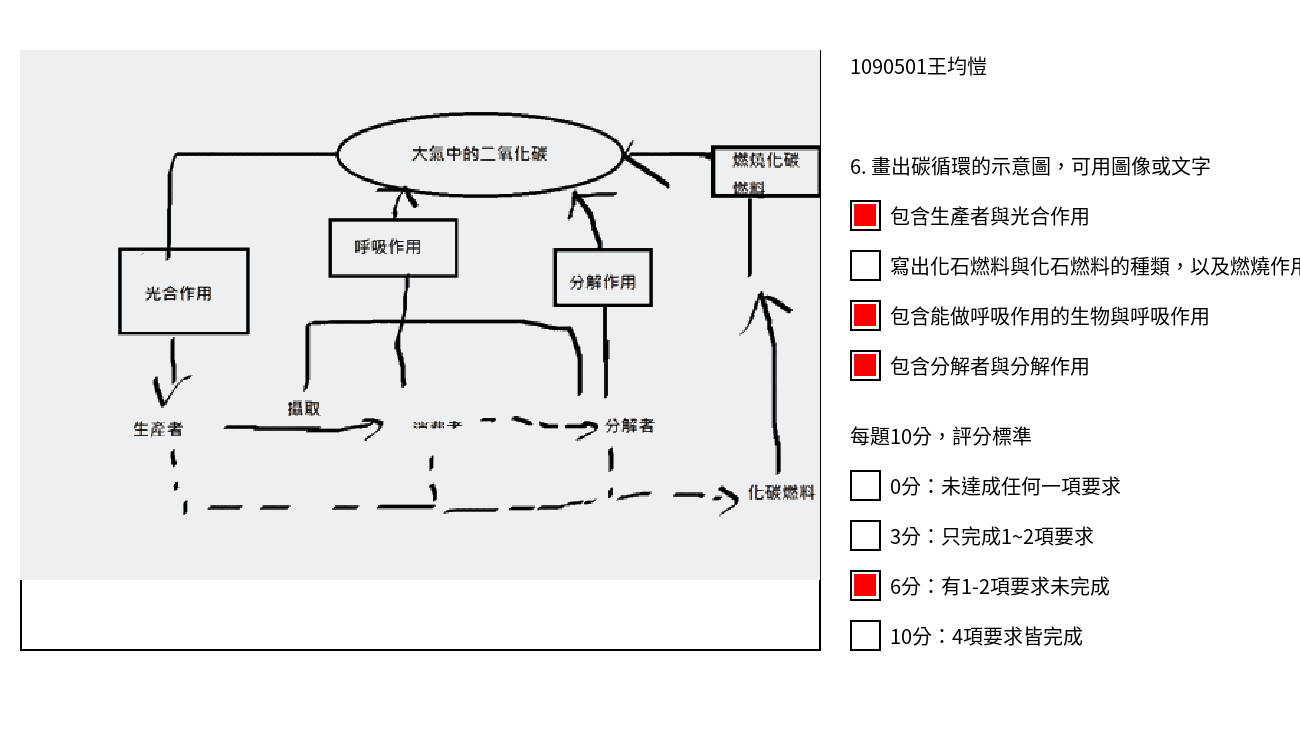 1090501王均愷
6. 畫出碳循環的示意圖，可用圖像或文字
包含生產者與光合作用
寫出化石燃料與化石燃料的種類，以及燃燒作用
包含能做呼吸作用的生物與呼吸作用
包含分解者與分解作用
每題10分，評分標準
0分：未達成任何一項要求
3分：只完成1~2項要求
6分：有1-2項要求未完成
10分：4項要求皆完成
大氣中的二氧化碳
燃燒化碳
燃料
呼吸作用
分解作用
光合作用
攝取
生產者
消費者
分解者
化碳燃料